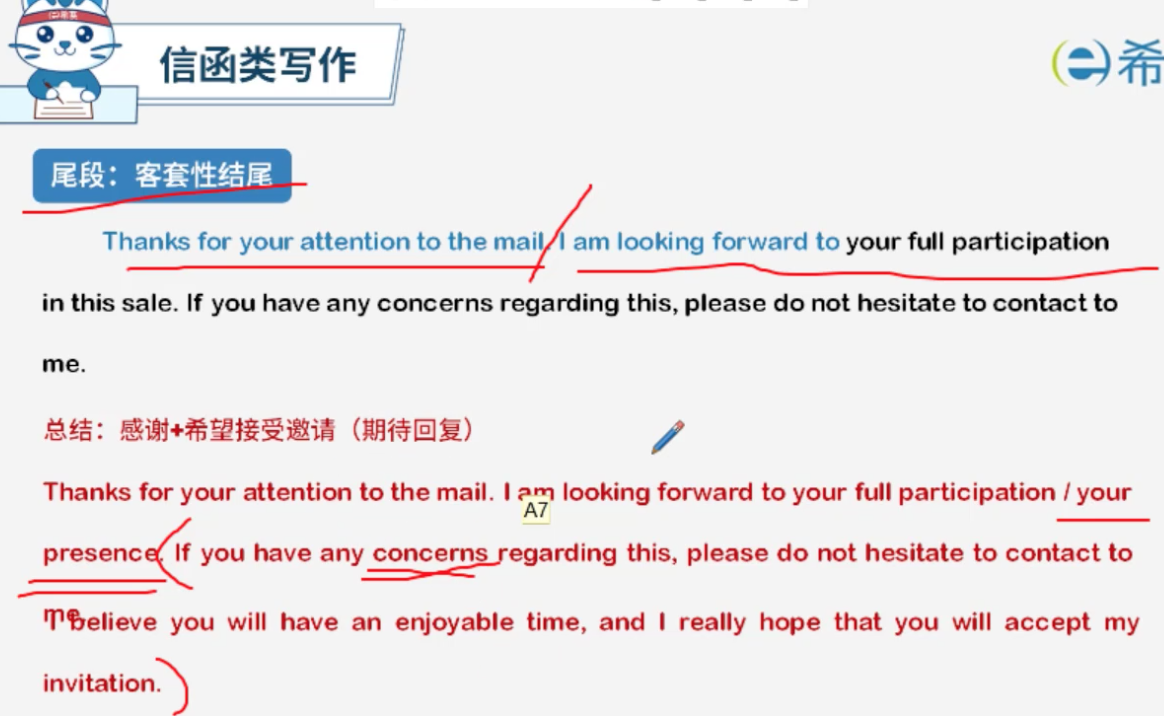 信函类写作
希
尾段：客套性结尾
Thanks for your attention to the mail. I am looking forward to your full participation
in this sale. If you have any concerns regarding this, please do not hesitate to contact to
me.
总结：感谢+希望接受邀请（期待回复）
Thanks for your attention to the mail. I am looking forward to your full participation / your
A7
presence. If you have any concerns regarding this, please do not hesitate to contact to
me.
I believe you will have an enjoyable time, and I really hope that you will accept my
invitation.